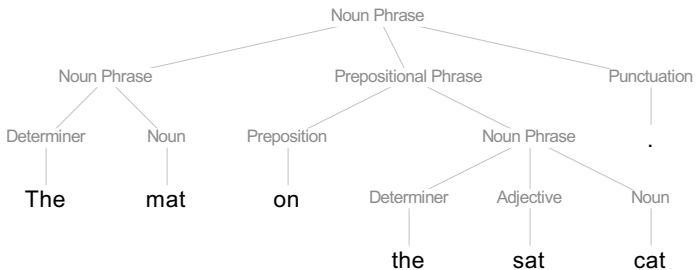 Noun Phrase
Noun Phrase Prepositional Phrase Punctuation
Determiner Noun Preposition Noun Phrase .
The mat on Determiner Adjective Noun
the sat cat